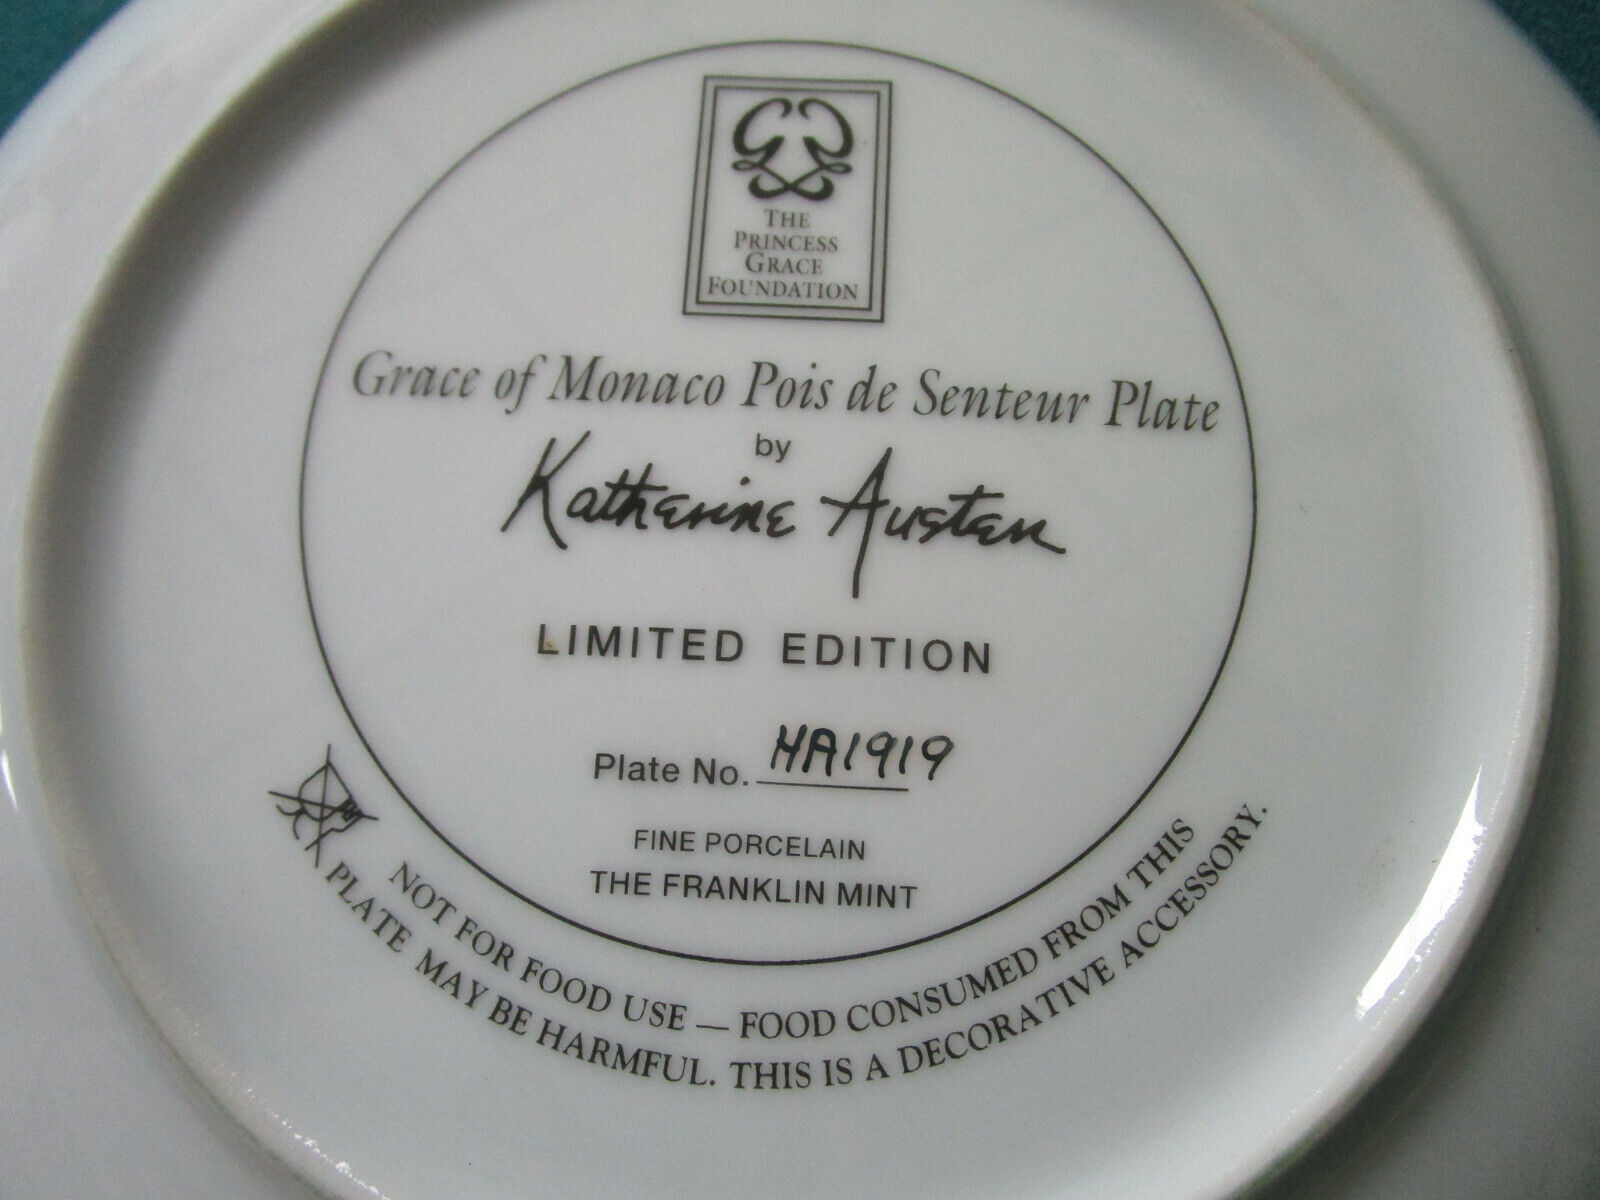 THE
PRINCESS
GRACE
FOUNDATION
Grace of Monaco Pois de Senteur Plate
by
Katherine Austen
LIMITED EDITION
Plate No. HA1919
FINE PORCELAIN
THE FRANKLIN MINT
NOT FOR FOOD USE — FOOD CONSUMED FROM THIS
PLATE MAY BE HARMFUL. THIS IS A DECORATIVE ACCESSORY.